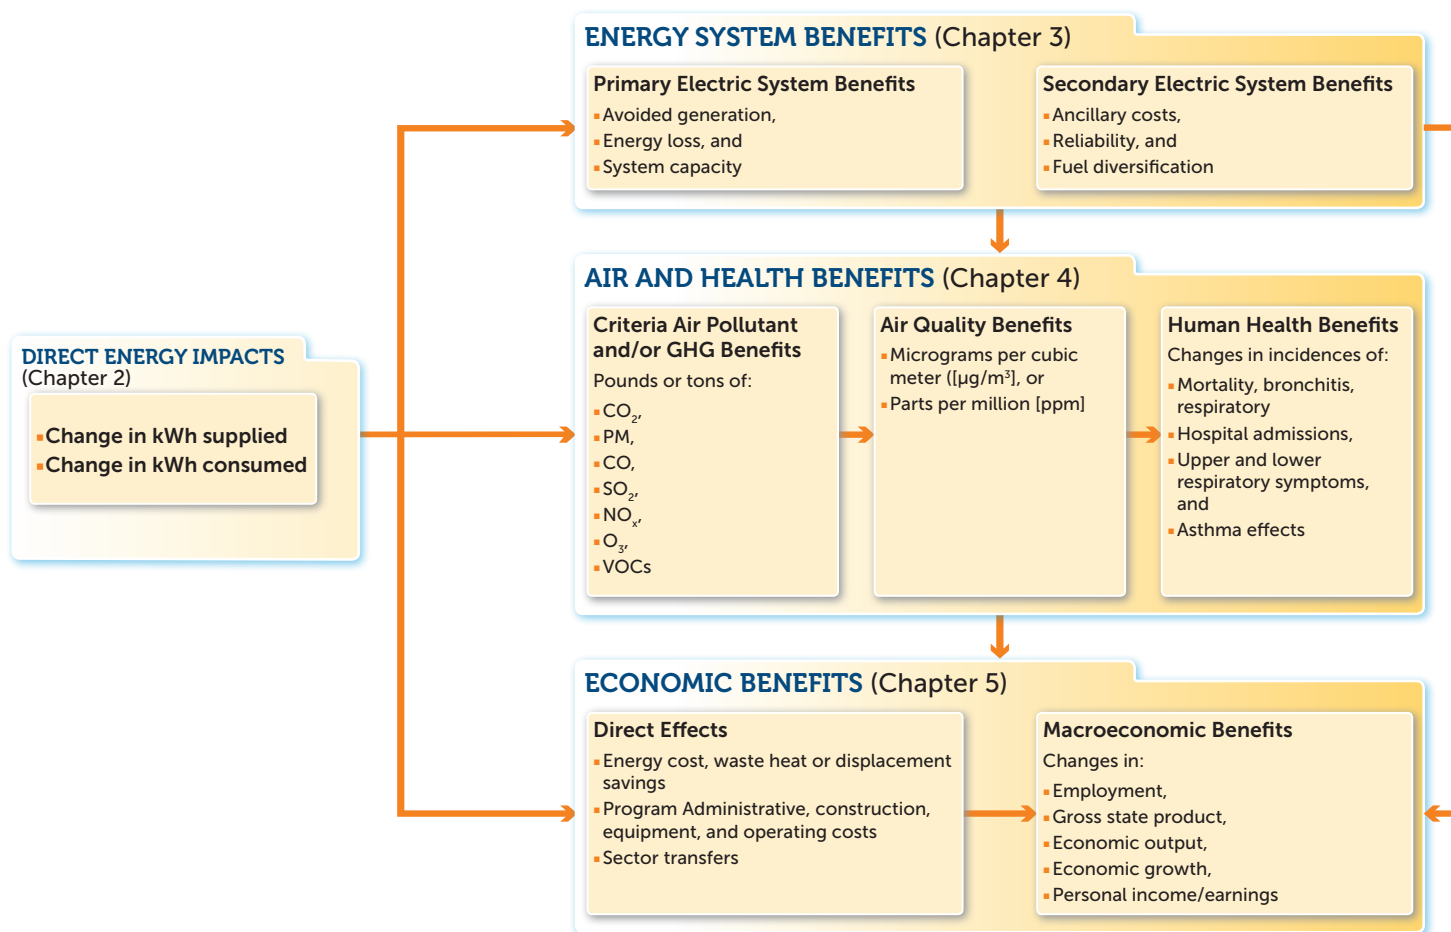 ENERGY SYSTEM BENEFITS (Chapter 3)
Primary Electric System Benefits
▪ Avoided generation,
▪ Energy loss, and
▪ System capacity
Secondary Electric System Benefits
▪ Ancillary costs,
▪ Reliability, and
▪ Fuel diversification
AIR AND HEALTH BENEFITS (Chapter 4)
Criteria Air Pollutant
and/or GHG Benefits
Pounds or tons of:
▪ CO₂,
▪ PM,
▪ CO,
▪ SO₂,
▪ NOₓ,
▪ O₃,
▪ VOCs
Air Quality Benefits
▪ Micrograms per cubic
meter ([µg/m³], or
▪ Parts per million [ppm]
Human Health Benefits
Changes in incidences of:
▪ Mortality, bronchitis,
respiratory
▪ Hospital admissions,
▪ Upper and lower
respiratory symptoms,
and
▪ Asthma effects
DIRECT ENERGY IMPACTS
(Chapter 2)
▪ Change in kWh supplied
▪ Change in kWh consumed
ECONOMIC BENEFITS (Chapter 5)
Direct Effects
▪ Energy cost, waste heat or displacement
savings
▪ Program Administrative, construction,
equipment, and operating costs
▪ Sector transfers
Macroeconomic Benefits
Changes in:
▪ Employment,
▪ Gross state product,
▪ Economic output,
▪ Economic growth,
▪ Personal income/earnings